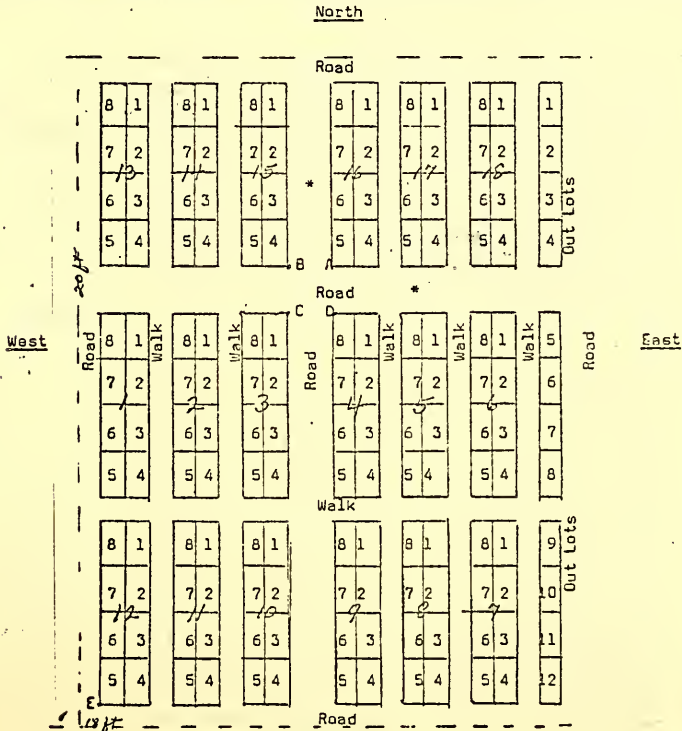 North
Road
8 1 8 1 8 1 8 1 8 1 8 1 1
7 2 7 2 7 2 7 2 7 2 7 2 2
13 14 15 * 16 17 18
6 3 6 3 6 3 6 3 6 3 6 3 3
5 4 5 4 5 4 5 4 5 4 5 4 4
Out Lots
B A
20 ft
Road *
C D
West Road Walk Walk Road Walk Walk Walk Road East
8 1 8 1 8 1 8 1 8 1 8 1 5
7 2 7 2 7 2 7 2 7 2 7 2 6
1 2 3 4 5 6
6 3 6 3 6 3 6 3 6 3 6 3 7
5 4 5 4 5 4 5 4 5 4 5 4 8
Walk
8 1 8 1 8 1 8 1 8 1 8 1 9
Out Lots
7 2 7 2 7 2 7 2 7 2 7 2 10
12 11 10 9 8 7
6 3 6 3 6 3 6 3 6 3 6 3 11
5 4 5 4 5 4 5 4 5 4 5 4 12
E
18 ft Road